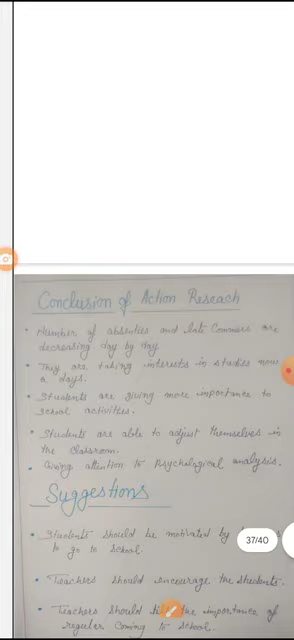 Conclusion of Action Reseach
• Number of absenties and late Commers are
decreasing day by day
• They are taking interests in studies now
a days.
• Students are giving more importance to
school activities.
• Students are able to adjust themselves in
the classroom.
• Giving attention to Psychological analysis.
Suggestions
• Students should be motivated by
to go to school
37/40
• Teachers should encourage the students.
• Teachers should the importance of
regular coming to school.